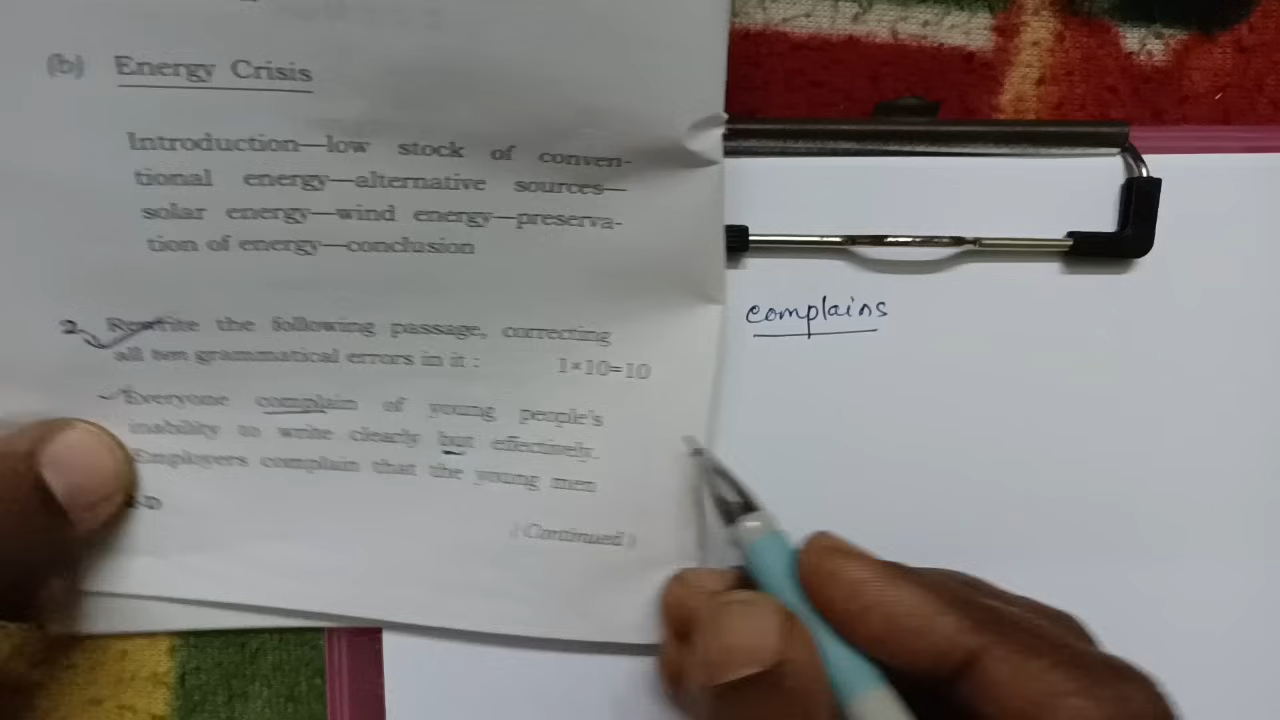 (b) Energy Crisis
Introduction—low stock of conven-
tional energy—alternative sources—
solar energy—wind energy—preserva-
tion of energy—conclusion
2. Rewrite the following passage, correcting
all ten grammatical errors in it : 1×10=10
Everyone complain of young people's
inability to write clearly but effectively.
Employers complain that the young men
(Continued)
complains